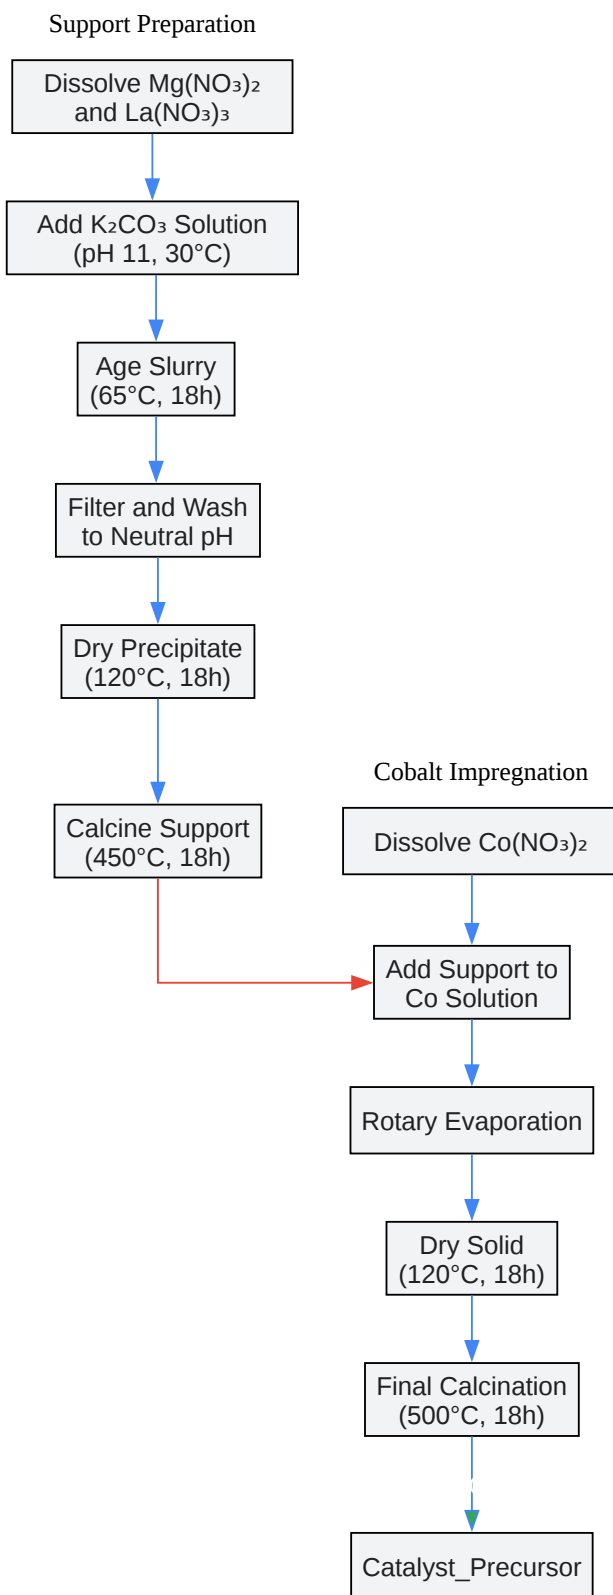 Support Preparation
Dissolve Mg(NO₃)₂
and La(NO₃)₃
Add K₂CO₃ Solution
(pH 11, 30°C)
Age Slurry
(65°C, 18h)
Filter and Wash
to Neutral pH
Dry Precipitate
(120°C, 18h)
Calcine Support
(450°C, 18h)
Cobalt Impregnation
Dissolve Co(NO₃)₂
Add Support to
Co Solution
Rotary Evaporation
Dry Solid
(120°C, 18h)
Final Calcination
(500°C, 18h)
Catalyst_Precursor